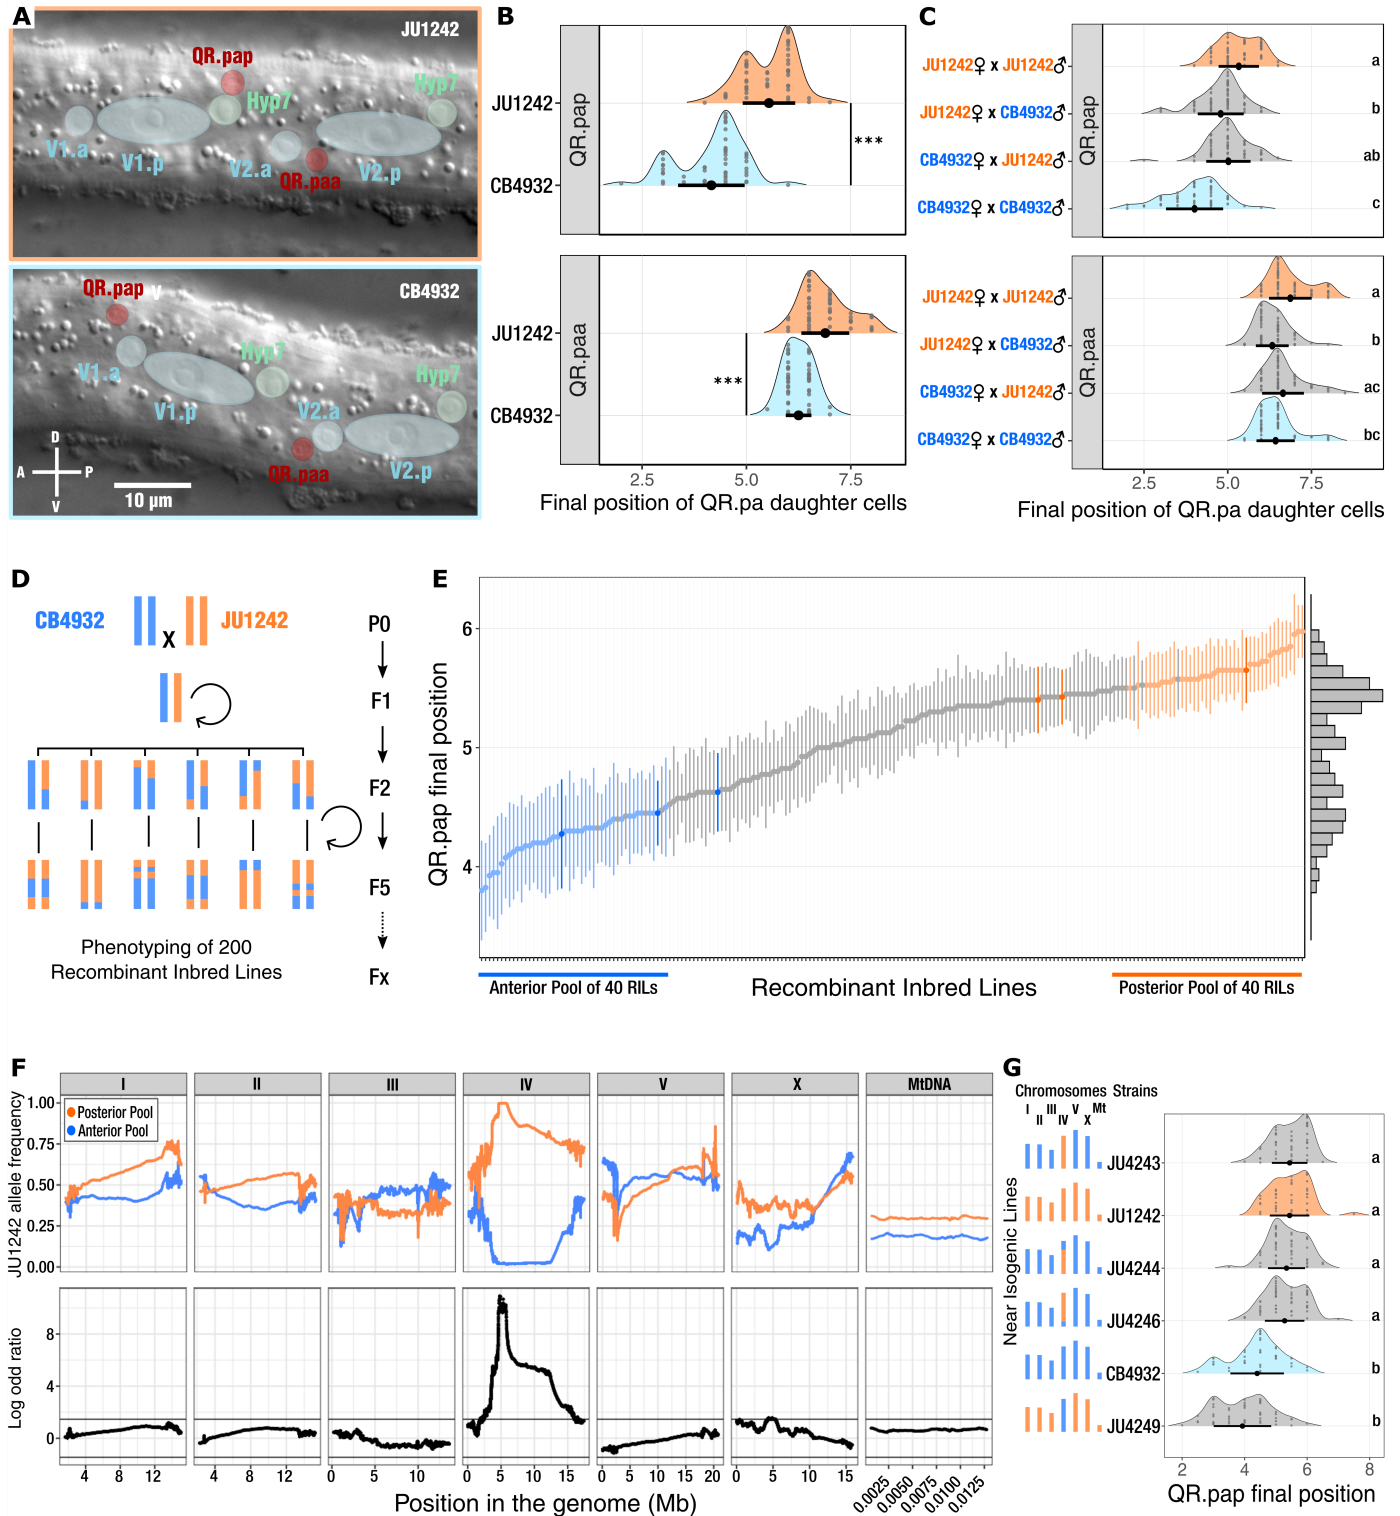 A
JU1242
QR.pap
Hyp7
Hyp7
V1.a
V1.p
V2.a
QR.paa
V2.p
CB4932
QR.pap
V
V1.a
Hyp7
Hyp7
V1.p
V2.a
QR.paa
V2.p
D
A P
V
10 µm
B
QR.pap
JU1242
CB4932
***
QR.paa
JU1242
CB4932
***
2.5 5.0 7.5
Final position of QR.pa daughter cells
C
JU1242♀ x JU1242♂
JU1242♀ x CB4932♂
CB4932♀ x JU1242♂
CB4932♀ x CB4932♂
QR.pap
a
b
ab
c
JU1242♀ x JU1242♂
JU1242♀ x CB4932♂
CB4932♀ x JU1242♂
CB4932♀ x CB4932♂
QR.paa
a
b
ac
bc
2.5 5.0 7.5
Final position of QR.pa daughter cells
D
CB4932 X JU1242
P0
F1
F2
F5
Fx
Phenotyping of 200
Recombinant Inbred Lines
E
QR.pap final position
6
5
4
Anterior Pool of 40 RILs
Recombinant Inbred Lines
Posterior Pool of 40 RILs
F
I II III IV V X MtDNA
Posterior Pool
Anterior Pool
JU1242 allele frequency
1.00
0.75
0.50
0.25
0.00
Log odd ratio
8
4
0
4 8 12 4 8 12 0 5 10 0 5 10 15 0 5 10 15 20 0 5 10 15 0.0025 0.0050 0.0075 0.0100 0.0125
Position in the genome (Mb)
G
Chromosomes Strains
I II III IV V X Mt
Near Isogenic Lines
JU4243 a
JU1242 a
JU4244 a
JU4246 a
CB4932 b
JU4249 b
2 4 6 8
QR.pap final position